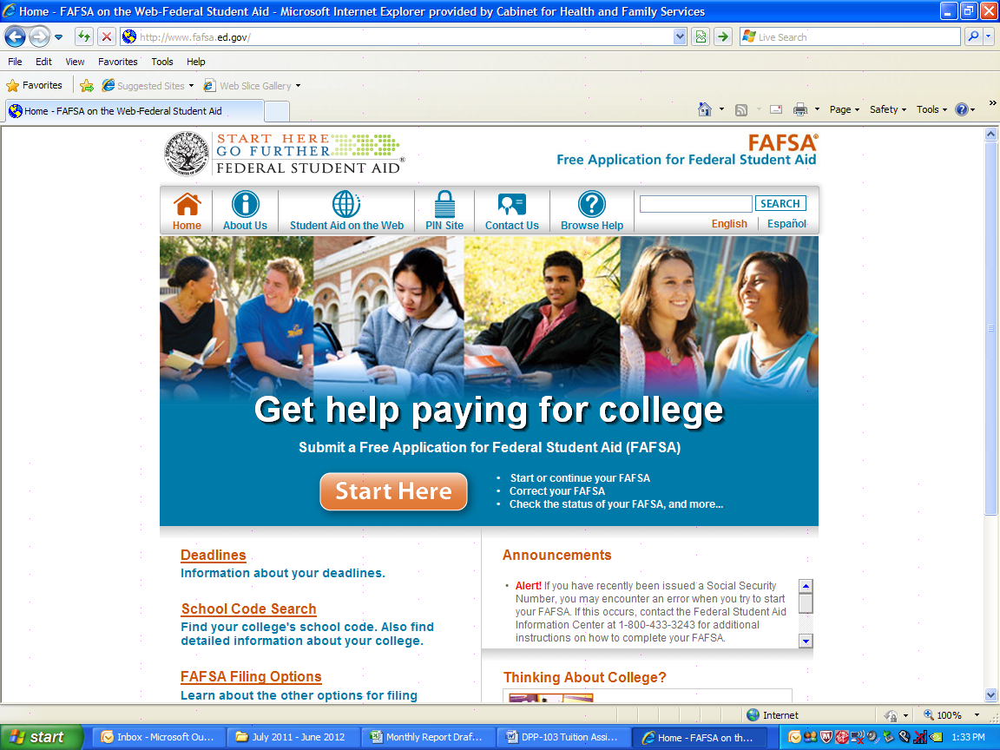 Home - FAFSA on the Web-Federal Student Aid - Microsoft Internet Explorer provided by Cabinet for Health and Family Services
http://www.fafsa.ed.gov/
Live Search
File Edit View Favorites Tools Help
Favorites Suggested Sites Web Slice Gallery
Home - FAFSA on the Web-Federal Student Aid
Page Safety Tools
START HERE
GO FURTHER
FEDERAL STUDENT AID®
FAFSA®
Free Application for Federal Student Aid
Home About Us Student Aid on the Web PIN Site Contact Us Browse Help
SEARCH
English Español
Get help paying for college
Submit a Free Application for Federal Student Aid (FAFSA)
Start Here
• Start or continue your FAFSA
• Correct your FAFSA
• Check the status of your FAFSA, and more...
Deadlines
Information about your deadlines.
School Code Search
Find your college's school code. Also find
detailed information about your college.
FAFSA Filing Options
Learn about the other options for filing
Announcements
• Alert! If you have recently been issued a Social Security
Number, you may encounter an error when you try to start
your FAFSA. If this occurs, contact the Federal Student Aid
Information Center at 1-800-433-3243 for additional
instructions on how to complete your FAFSA.
Thinking About College?
Internet
100%
start
Inbox - Microsoft Ou...
July 2011 - June 2012
Monthly Report Draf...
DPP-103 Tuition Assi...
Home - FAFSA on th...
1:33 PM